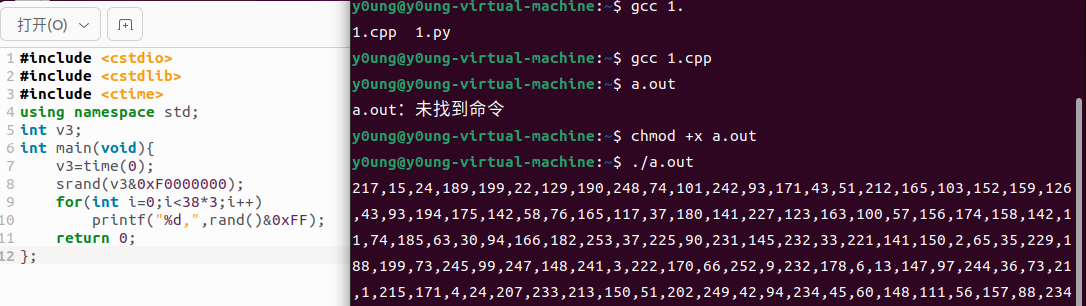 打开(O)
1 #include <cstdio>
2 #include <cstdlib>
3 #include <ctime>
4 using namespace std;
5 int v3;
6 int main(void){
7     v3=time(0);
8     srand(v3&0xF0000000);
9     for(int i=0;i<38*3;i++)
10         printf("%d,",rand()&0xFF);
11     return 0;
12 };
y0ung@y0ung-virtual-machine:~$ gcc 1.
1.cpp  1.py
y0ung@y0ung-virtual-machine:~$ gcc 1.cpp
y0ung@y0ung-virtual-machine:~$ a.out
a.out：未找到命令
y0ung@y0ung-virtual-machine:~$ chmod +x a.out
y0ung@y0ung-virtual-machine:~$ ./a.out
217,15,24,189,199,22,129,190,248,74,101,242,93,171,43,51,212,165,103,152,159,126
,43,93,194,175,142,58,76,165,117,37,180,141,227,123,163,100,57,156,174,158,142,1
1,74,185,63,30,94,166,182,253,37,225,90,231,145,232,33,221,141,150,2,65,35,229,1
88,199,73,245,99,247,148,241,3,222,170,66,252,9,232,178,6,13,147,97,244,36,73,21
,1,215,171,4,24,207,233,213,150,51,202,249,42,94,234,45,60,148,111,56,157,88,234